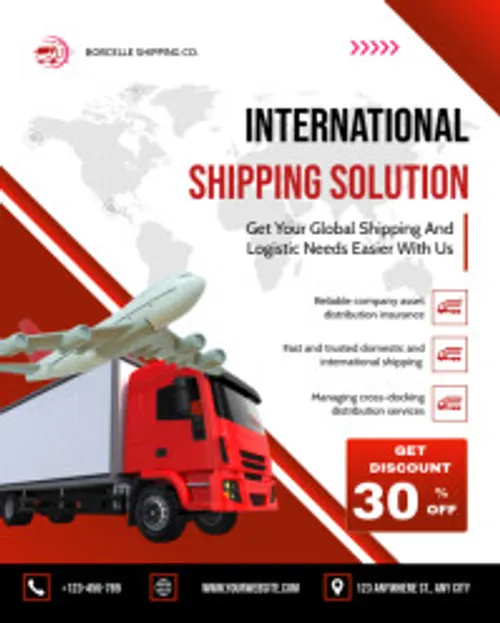 BORCELLE SHIPPING CO.
INTERNATIONAL
SHIPPING SOLUTION
Get Your Global Shipping And
Logistic Needs Easier With Us
Reliable company asset
distribution insurance
Fast and trusted domestic and
international shipping
Managing cross-docking
distribution services
GET
DISCOUNT
30 % OFF
+123-456-789
WWW.YOURWEBSITE.COM
123 ANYWHERE ST., ANY CITY